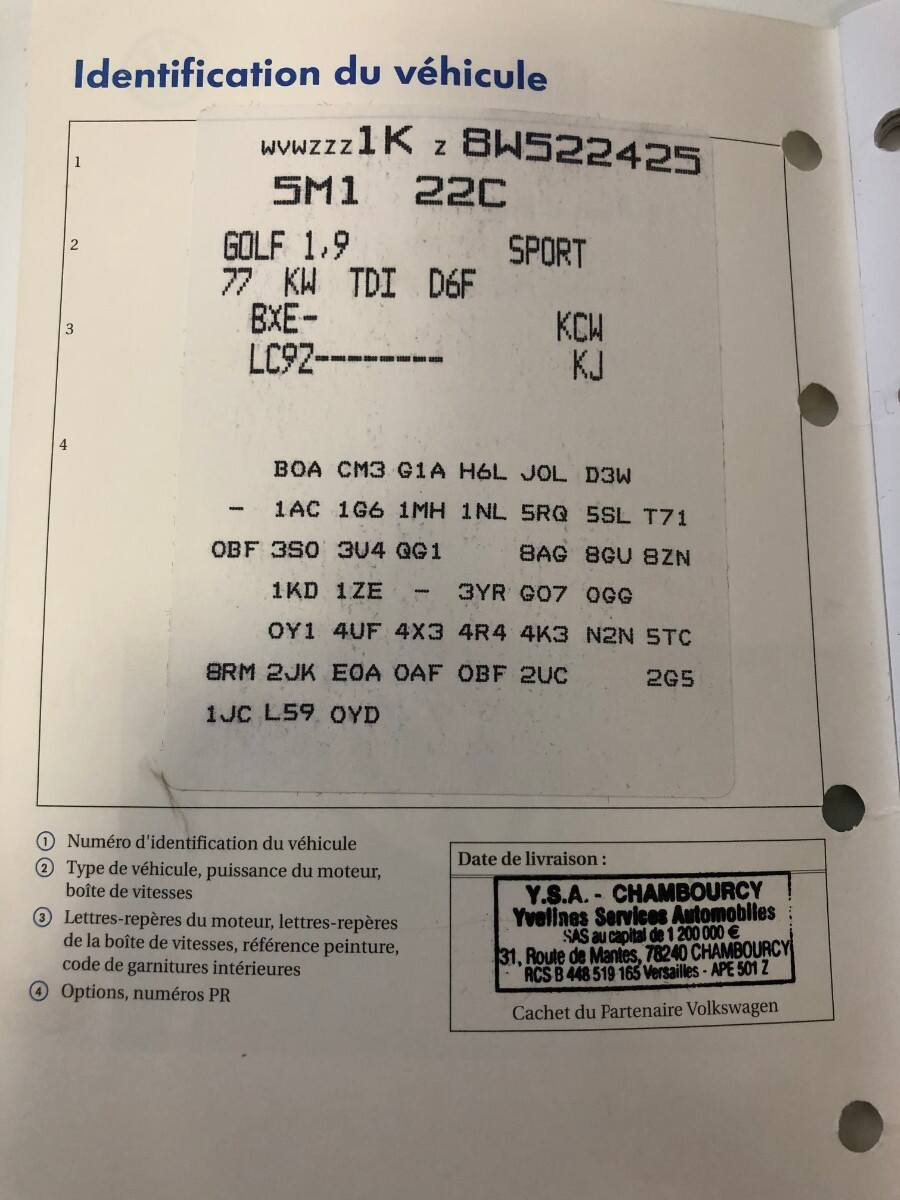 Identification du véhicule
1
WVWZZZ1K Z 8W522425
5M1 22C
2
GOLF 1,9 SPORT
77 KW TDI D6F
3
BXE- KCW
LC9Z-------- KJ
4
B0A CM3 G1A H6L J0L D3W
- 1AC 1G6 1MH 1NL 5RQ 5SL T71
0BF 3S0 3U4 QG1 8AG 8GU 8ZN
1KD 1ZE - 3YR G07 0GG
0Y1 4UF 4X3 4R4 4K3 N2N 5TC
8RM 2JK E0A 0AF 0BF 2UC 2G5
1JC L59 0YD
1 Numéro d'identification du véhicule
2 Type de véhicule, puissance du moteur,
boîte de vitesses
3 Lettres-repères du moteur, lettres-repères
de la boîte de vitesses, référence peinture,
code de garnitures intérieures
4 Options, numéros PR
Date de livraison :
Y.S.A. - CHAMBOURCY
Yvelines Services Automobiles
SAS au capital de 1 200 000 €
31, Route de Mantes, 78240 CHAMBOURCY
RCS B 448 519 165 Versailles - APE 501 Z
Cachet du Partenaire Volkswagen